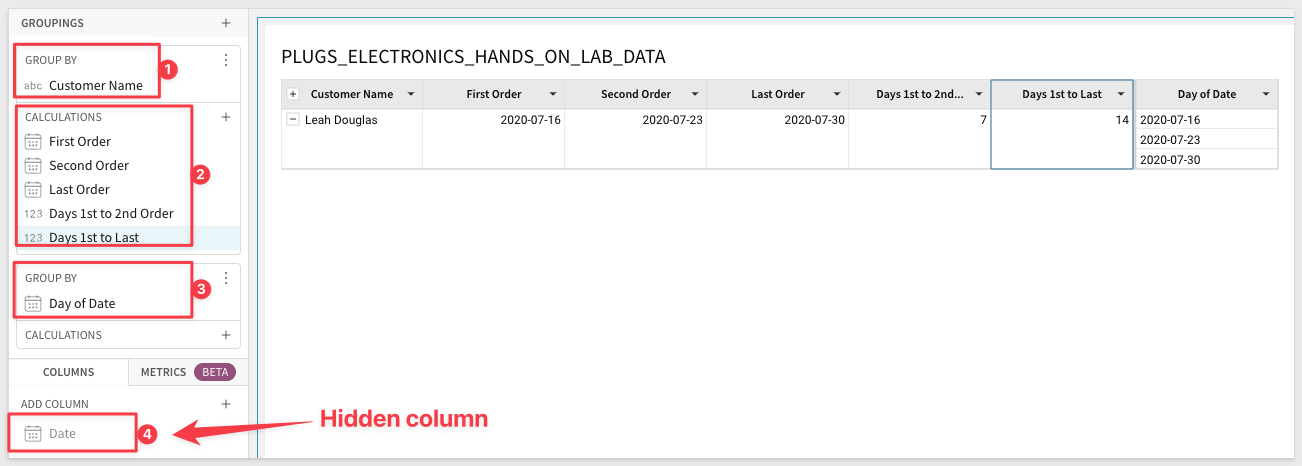 GROUPINGS +
GROUP BY
1
abc Customer Name
CALCULATIONS +
First Order
Second Order
2
Last Order
123 Days 1st to 2nd Order
123 Days 1st to Last
GROUP BY
3
Day of Date
CALCULATIONS +
COLUMNS METRICS BETA
ADD COLUMN +
Date
4
Hidden column
PLUGS_ELECTRONICS_HANDS_ON_LAB_DATA
Customer Name First Order Second Order Last Order Days 1st to 2nd... Days 1st to Last Day of Date
Leah Douglas 2020-07-16 2020-07-23 2020-07-30 7 14 2020-07-16
2020-07-23
2020-07-30